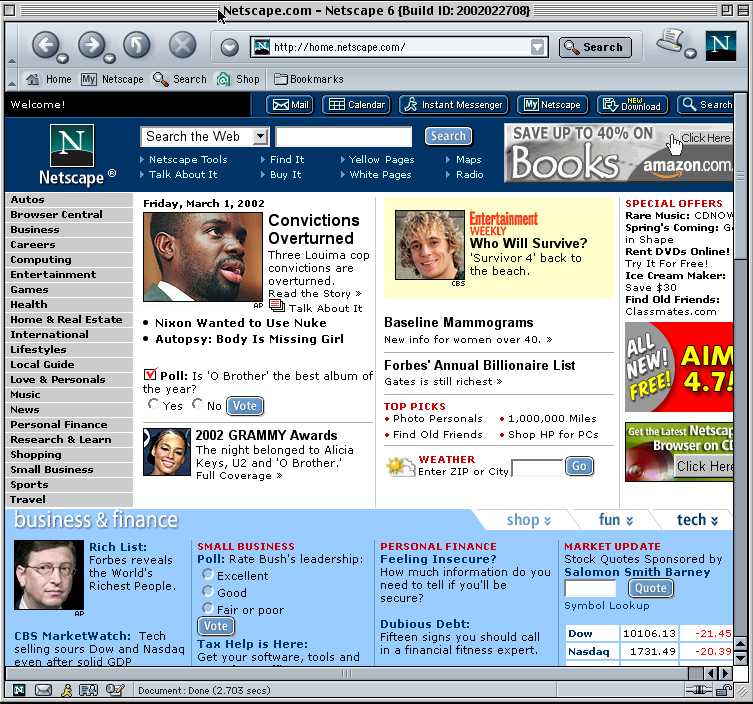 Netscape.com - Netscape 6 {Build ID: 2002022708}
N
http://home.netscape.com/
Search
N
Home
My
Netscape
Search
Shop
Bookmarks
Welcome!
Mail
Calendar
Instant Messenger
My
Netscape
NEW
Download
Search
N
Netscape ®
Search the Web
Search
Netscape Tools
Find It
Yellow Pages
Maps
Talk About It
Buy It
White Pages
Radio
SAVE UP TO 40% ON
Books
Click Here
amazon.com
Autos
Browser Central
Business
Careers
Computing
Entertainment
Games
Health
Home & Real Estate
International
Lifestyles
Local Guide
Love & Personals
Music
News
Personal Finance
Research & Learn
Shopping
Small Business
Sports
Travel
Friday, March 1, 2002
AP
Convictions
Overturned
Three Louima cop
convictions are
overturned.
Read the Story »
Talk About It
• Nixon Wanted to Use Nuke
• Autopsy: Body Is Missing Girl
Poll: Is 'O Brother' the best album of
the year?
Yes
No
Vote
2002 GRAMMY Awards
The night belonged to Alicia
Keys, U2 and 'O Brother.'
Full Coverage »
CBS
Entertainment
WEEKLY
Who Will Survive?
'Survivor 4' back to
the beach.
Baseline Mammograms
New info for women over 40. »
Forbes' Annual Billionaire List
Gates is still richest »
TOP PICKS
Photo Personals
1,000,000 Miles
Find Old Friends
Shop HP for PCs
WEATHER
Enter ZIP or City
Go
SPECIAL OFFERS
Rare Music: CDNOW
Spring's Coming: Ge
in Shape
Rent DVDs Online!
Try It For Free!
Ice Cream Maker:
Save $30
Find Old Friends:
Classmates.com
ALL
NEW!
FREE!
AIM
4.7!
Get the Latest Netscap
Browser on CD
Click Here
business & finance
shop
fun
tech
AP
Rich List:
Forbes reveals
the World's
Richest People.
CBS MarketWatch: Tech
selling sours Dow and Nasdaq
even after solid GDP
SMALL BUSINESS
Poll: Rate Bush's leadership:
Excellent
Good
Fair or poor
Vote
Tax Help is Here:
Get your software, tools and
PERSONAL FINANCE
Feeling Insecure?
How much information do you
need to tell if you'll be
secure?
Dubious Debt:
Fifteen signs you should call
in a financial fitness expert.
MARKET UPDATE
Stock Quotes Sponsored by
Salomon Smith Barney
Quote
Symbol Lookup
Dow 10106.13 -21.45
Nasdaq 1731.49 -20.39
N
Document: Done (2.703 secs)